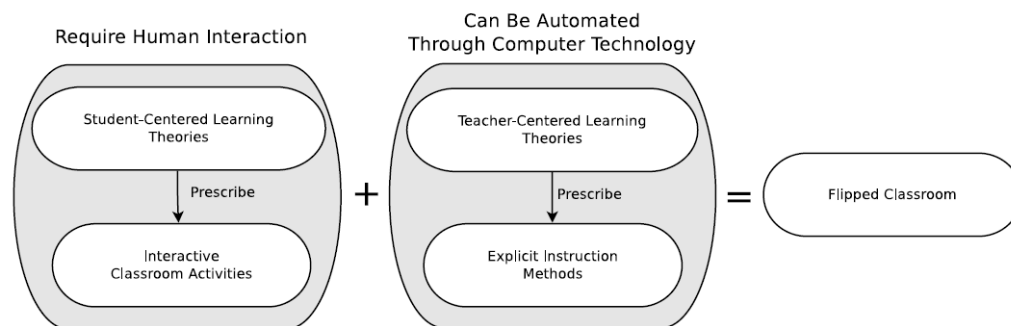 Require Human Interaction
Can Be Automated
Through Computer Technology
Student-Centered Learning
Theories
Prescribe
Interactive
Classroom Activities
+
Teacher-Centered Learning
Theories
Prescribe
Explicit Instruction
Methods
=
Flipped Classroom